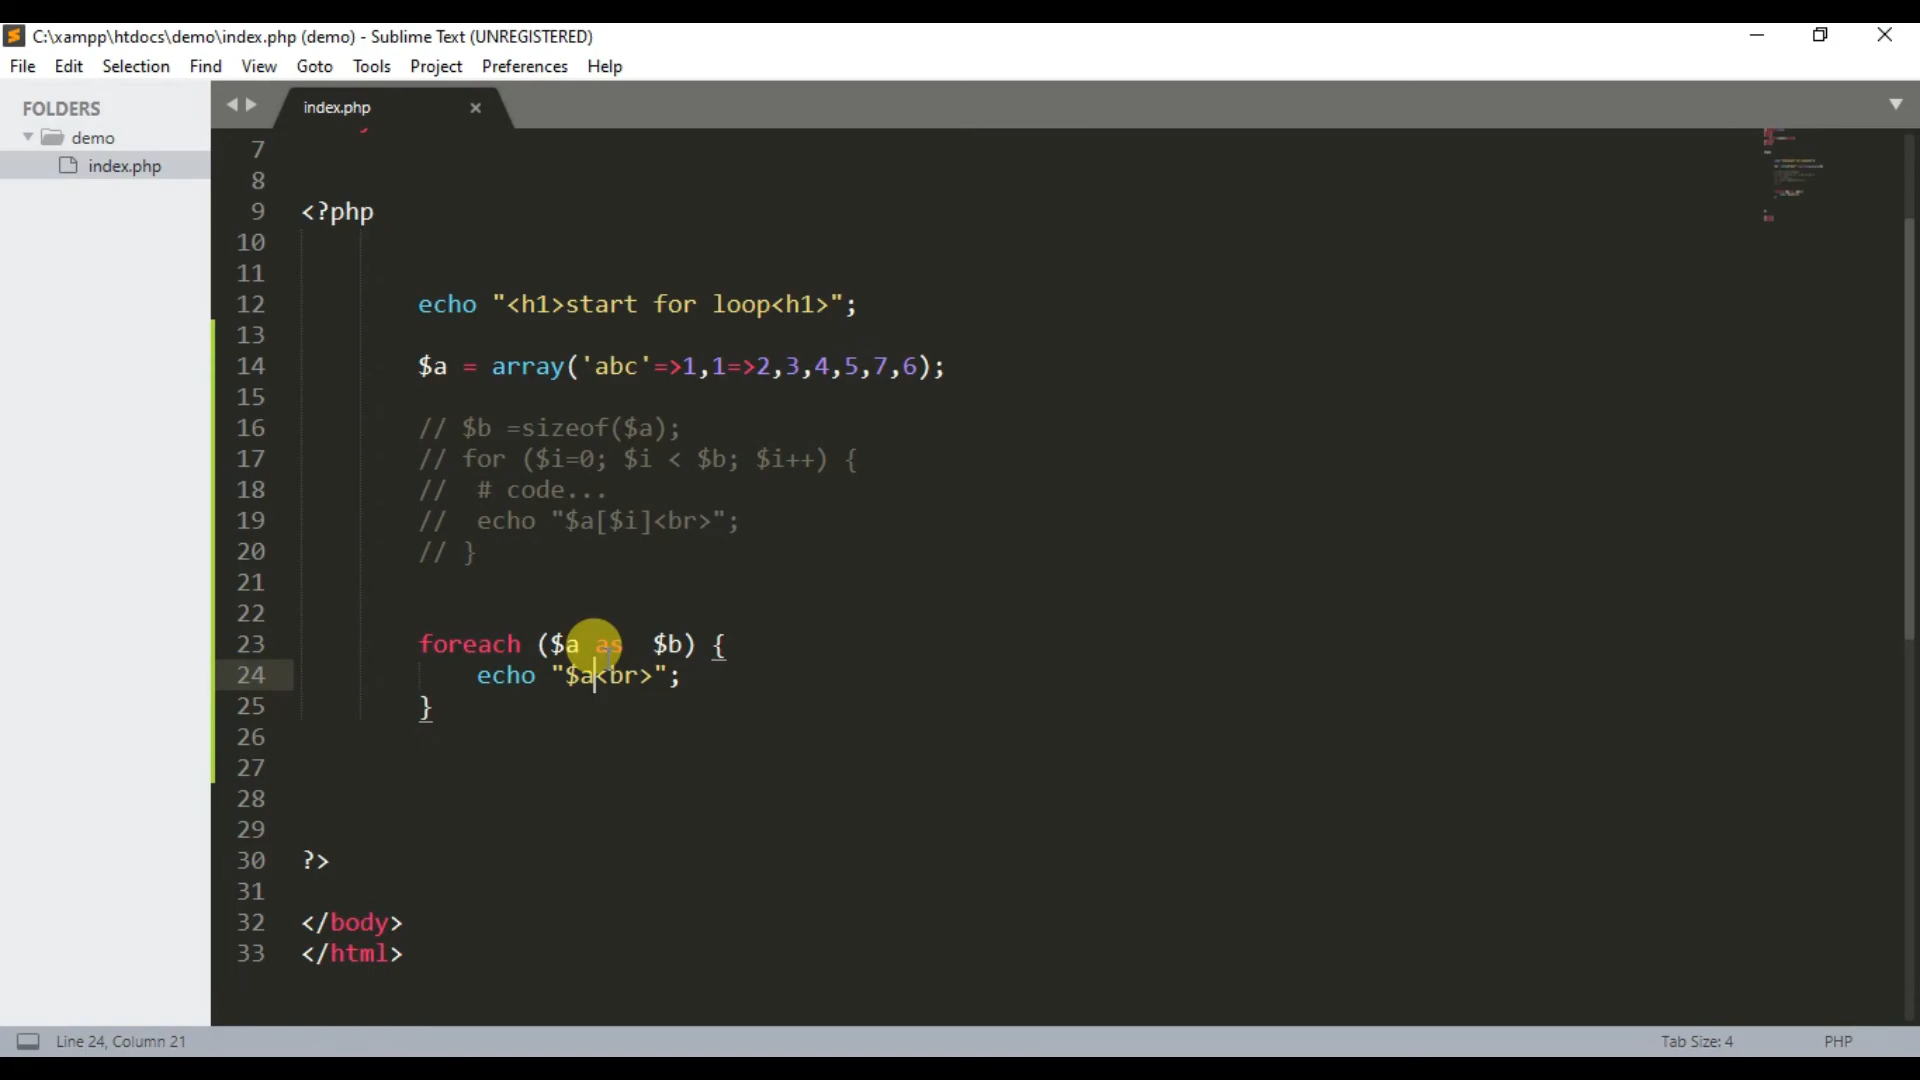 C:\xampp\htdocs\demo\index.php (demo) - Sublime Text (UNREGISTERED)
File Edit Selection Find View Goto Tools Project Preferences Help
FOLDERS
demo
index.php
index.php
7
8
9 <?php
10
11
12 echo "<h1>start for loop<h1>";
13
14 $a = array('abc'=>1,1=>2,3,4,5,7,6);
15
16 // $b =sizeof($a);
17 // for ($i=0; $i < $b; $i++) {
18 // # code...
19 // echo "$a[$i]<br>";
20 // }
21
22
23 foreach ($a as  $b) {
24 echo "$a<br>";
25 }
26
27
28
29
30 ?>
31
32 </body>
33 </html>
Line 24, Column 21
Tab Size: 4
PHP